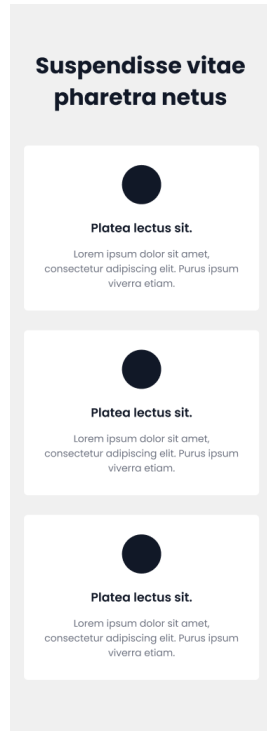 Suspendisse vitae
pharetra netus
Platea lectus sit.
Lorem ipsum dolor sit amet,
consectetur adipiscing elit. Purus ipsum
viverra etiam.
Platea lectus sit.
Lorem ipsum dolor sit amet,
consectetur adipiscing elit. Purus ipsum
viverra etiam.
Platea lectus sit.
Lorem ipsum dolor sit amet,
consectetur adipiscing elit. Purus ipsum
viverra etiam.